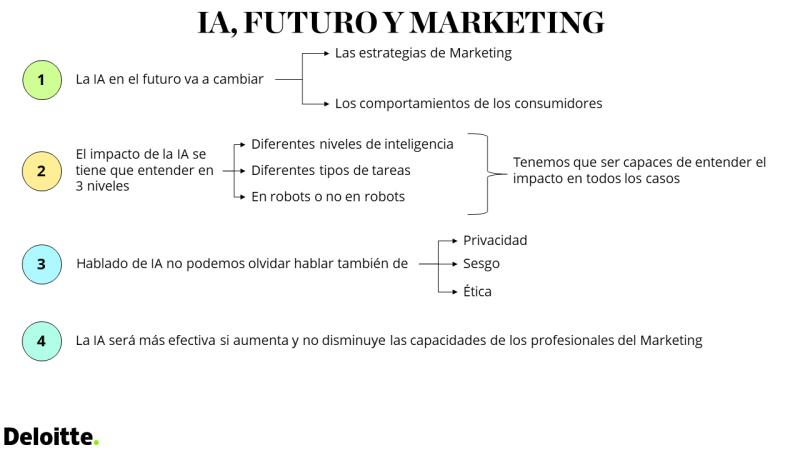 IA, FUTURO Y MARKETING
1
La IA en el futuro va a cambiar
Las estrategias de Marketing
Los comportamientos de los consumidores
2
El impacto de la IA se
tiene que entender en
3 niveles
Diferentes niveles de inteligencia
Diferentes tipos de tareas
En robots o no en robots
Tenemos que ser capaces de entender el
impacto en todos los casos
3
Hablado de IA no podemos olvidar hablar también de
Privacidad
Sesgo
Ética
4
La IA será más efectiva si aumenta y no disminuye las capacidades de los profesionales del Marketing
Deloitte.